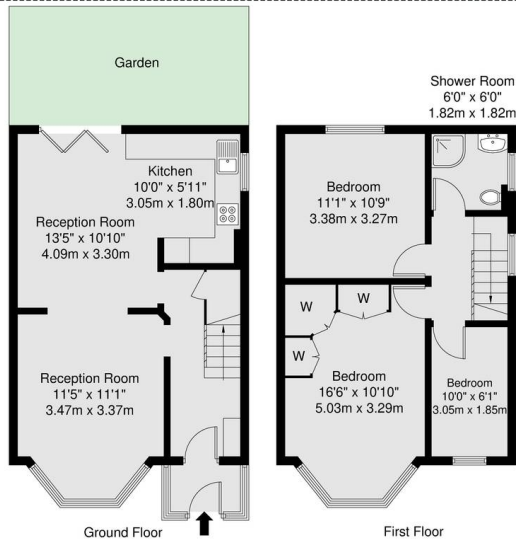 Garden
Kitchen
10'0" x 5'11"
3.05m x 1.80m
Reception Room
13'5" x 10'10"
4.09m x 3.30m
Reception Room
11'5" x 11'1"
3.47m x 3.37m
Ground Floor
Shower Room
6'0" x 6'0"
1.82m x 1.82m
Bedroom
11'1" x 10'9"
3.38m x 3.27m
W
W
W
Bedroom
16'6" x 10'10"
5.03m x 3.29m
Bedroom
10'0" x 6'1"
3.05m x 1.85m
First Floor